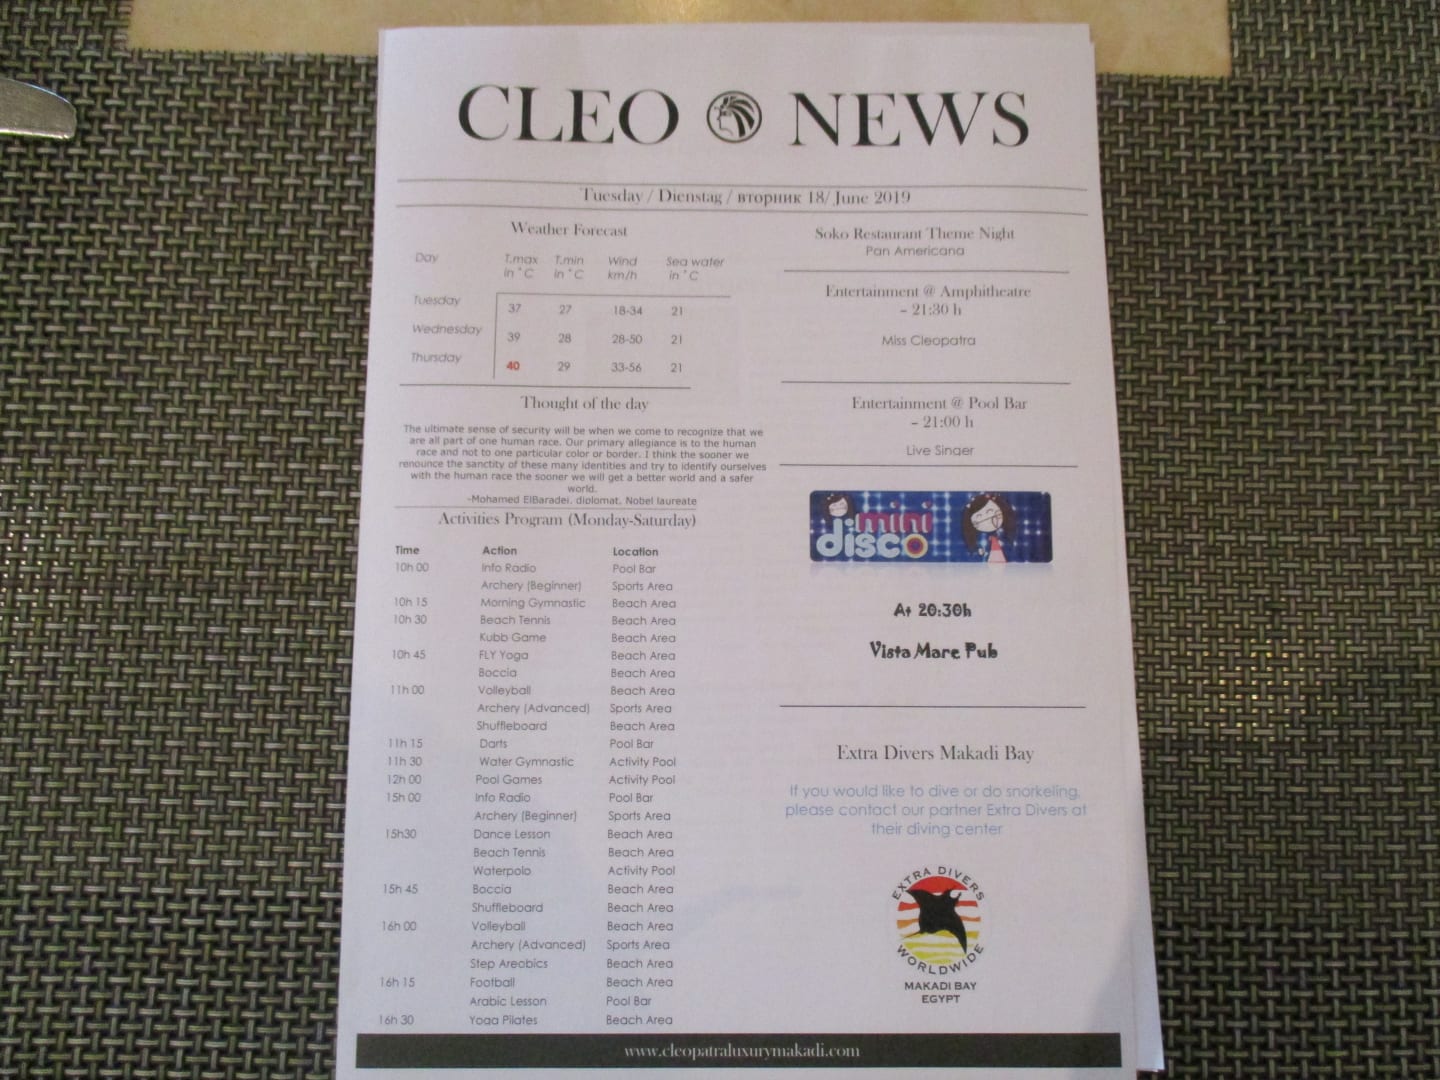 CLEO NEWS
Tuesday / Dienstag / вторник 18/ June 2019
Weather Forecast
Day T.max in °C T.min in °C Wind km/h Sea water in °C
Tuesday 37 27 18-34 21
Wednesday 39 28 28-50 21
Thursday 40 29 33-56 21
Thought of the day
The ultimate sense of security will be when we come to recognize that we
are all part of one human race. Our primary allegiance is to the human
race and not to one particular color or border. I think the sooner we
renounce the sanctity of these many identities and try to identify ourselves
with the human race the sooner we will get a better world and a safer
world.
-Mohamed ElBaradei, diplomat, Nobel laureate
Activities Program (Monday-Saturday)
Time Action Location
10h 00 Info Radio Pool Bar
Archery (Beginner) Sports Area
10h 15 Morning Gymnastic Beach Area
10h 30 Beach Tennis Beach Area
Kubb Game Beach Area
10h 45 FLY Yoga Beach Area
Boccia Beach Area
11h 00 Volleyball Beach Area
Archery (Advanced) Sports Area
Shuffleboard Beach Area
11h 15 Darts Pool Bar
11h 30 Water Gymnastic Activity Pool
12h 00 Pool Games Activity Pool
15h 00 Info Radio Pool Bar
Archery (Beginner) Sports Area
15h30 Dance Lesson Beach Area
Beach Tennis Beach Area
Waterpolo Activity Pool
15h 45 Boccia Beach Area
Shuffleboard Beach Area
16h 00 Volleyball Beach Area
Archery (Advanced) Sports Area
Step Areobics Beach Area
16h 15 Football Beach Area
Arabic Lesson Pool Bar
16h 30 Yoga Pilates Beach Area
Soko Restaurant Theme Night
Pan Americana
Entertainment @ Amphitheatre
– 21:30 h
Miss Cleopatra
Entertainment @ Pool Bar
– 21:00 h
Live Singer
mini
disco
At 20:30h
Vista Mare Pub
Extra Divers Makadi Bay
If you would like to dive or do snorkeling,
please contact our partner Extra Divers at
their diving center
EXTRA DIVERS
WORLDWIDE
MAKADI BAY
EGYPT
www.cleopatraluxurymakadi.com